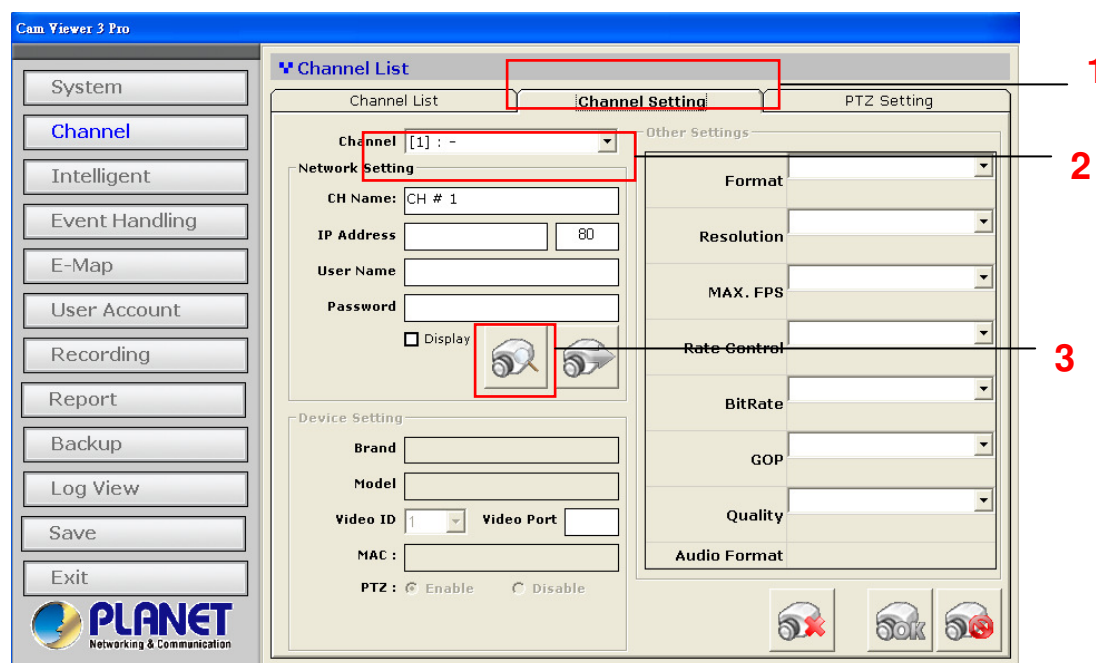 Cam Viewer 3 Pro
System
Channel
Intelligent
Event Handling
E-Map
User Account
Recording
Report
Backup
Log View
Save
Exit
PLANET
Networking & Communication
Channel List
Channel List
Channel Setting
PTZ Setting
Channel [1] : -
Network Setting
CH Name: CH # 1
IP Address 80
User Name
Password
Display
Device Setting
Brand
Model
Video ID 1 Video Port
MAC :
PTZ : Enable Disable
Other Settings
Format
Resolution
MAX. FPS
Rate Control
BitRate
GOP
Quality
Audio Format
OK
1
2
3